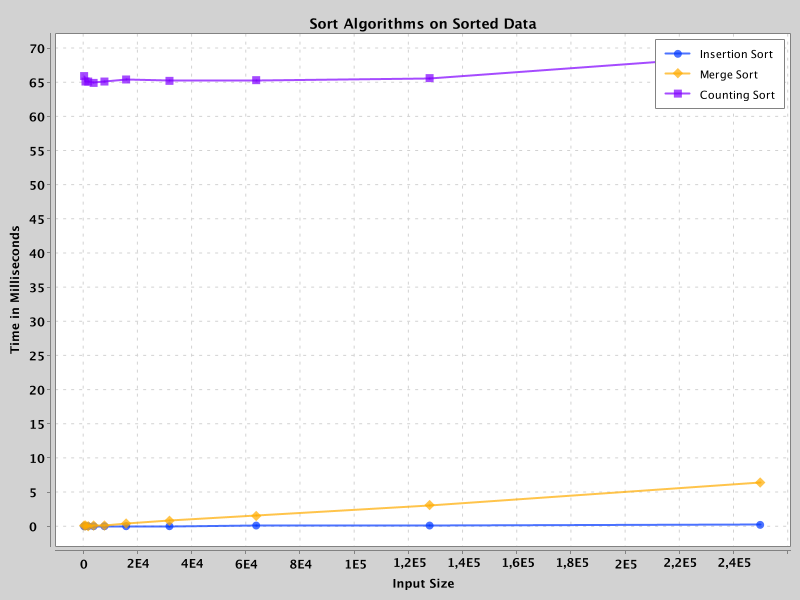 Sort Algorithms on Sorted Data
Insertion Sort
Merge Sort
Counting Sort
Time in Milliseconds
70
65
60
55
50
45
40
35
30
25
20
15
10
5
0
0 2E4 4E4 6E4 8E4 1E5 1,2E5 1,4E5 1,6E5 1,8E5 2E5 2,2E5 2,4E5
Input Size